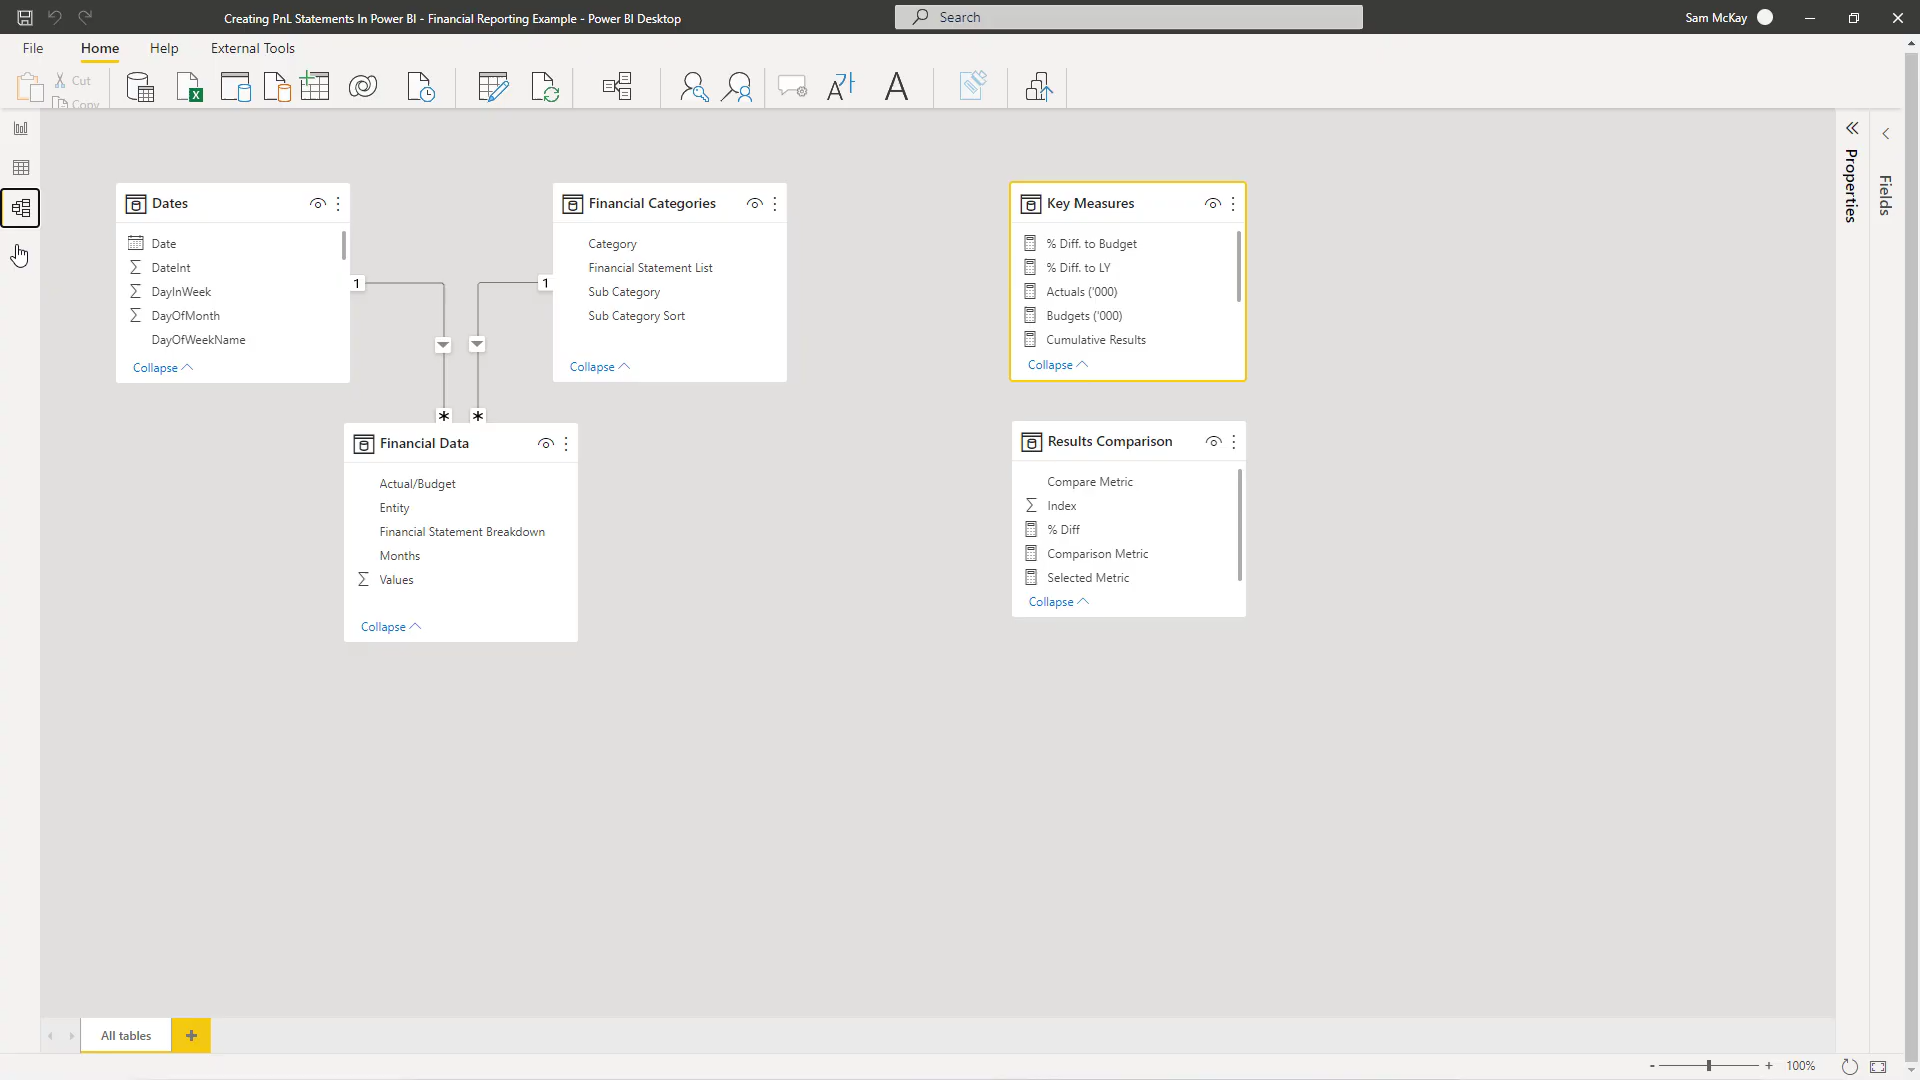 Creating PnL Statements In Power BI - Financial Reporting Example - Power BI Desktop
Search
Sam McKay
File
Home
Help
External Tools
Cut
Copy
Properties
Fields
Dates
Date
DateInt
DayInWeek
DayOfMonth
DayOfWeekName
Collapse
1
*
Financial Categories
Category
Financial Statement List
Sub Category
Sub Category Sort
Collapse
1
*
Financial Data
Actual/Budget
Entity
Financial Statement Breakdown
Months
Values
Collapse
Key Measures
% Diff. to Budget
% Diff. to LY
Actuals ('000)
Budgets ('000)
Cumulative Results
Collapse
Results Comparison
Compare Metric
Index
% Diff
Comparison Metric
Selected Metric
Collapse
All tables
+
- + 100%